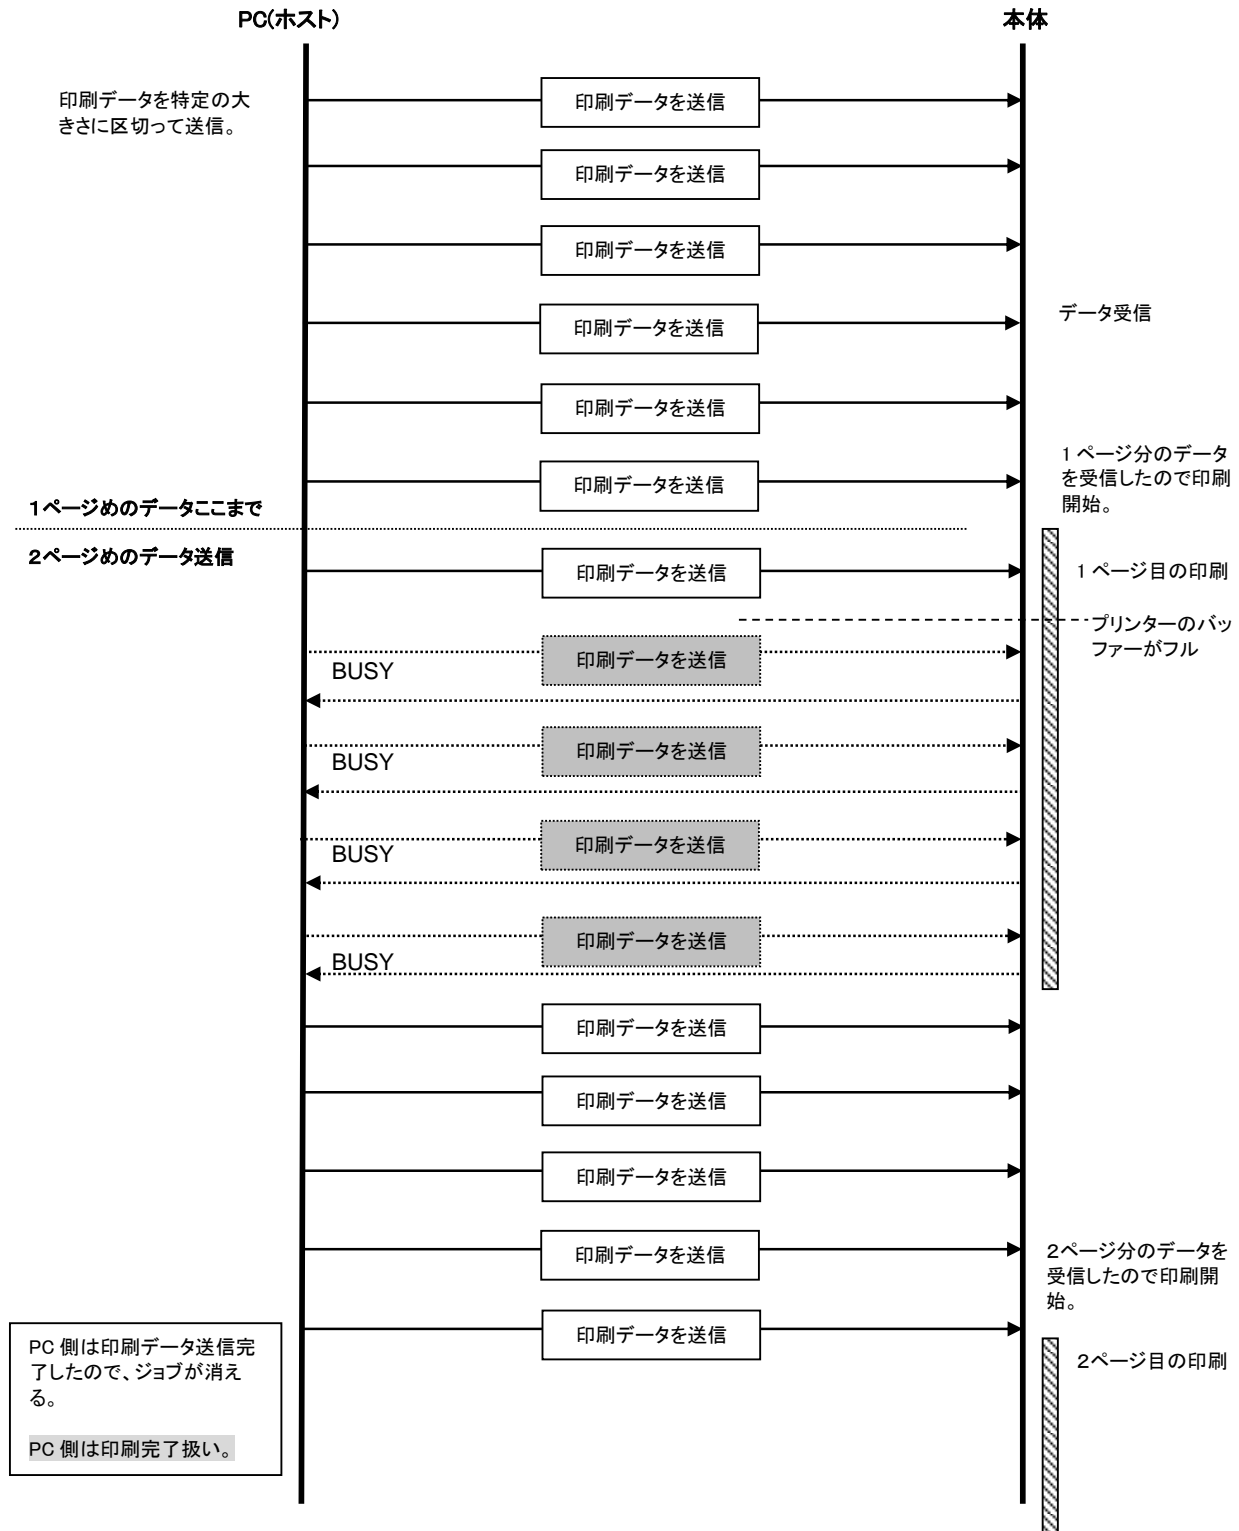 PC(ホスト)
本体
印刷データを特定の大
きさに区切って送信。
印刷データを送信
印刷データを送信
印刷データを送信
印刷データを送信
データ受信
印刷データを送信
印刷データを送信
1 ページ分のデータ
を受信したので印刷
開始。
1ページめのデータここまで
2ページめのデータ送信
印刷データを送信
1 ページ目の印刷
プリンターのバッ
ファーがフル
印刷データを送信
BUSY
印刷データを送信
BUSY
印刷データを送信
BUSY
印刷データを送信
BUSY
印刷データを送信
印刷データを送信
印刷データを送信
印刷データを送信
2ページ分のデータを
受信したので印刷開
始。
印刷データを送信
2ページ目の印刷
PC 側は印刷データ送信完
了したので、ジョブが消え
る。
PC 側は印刷完了扱い。